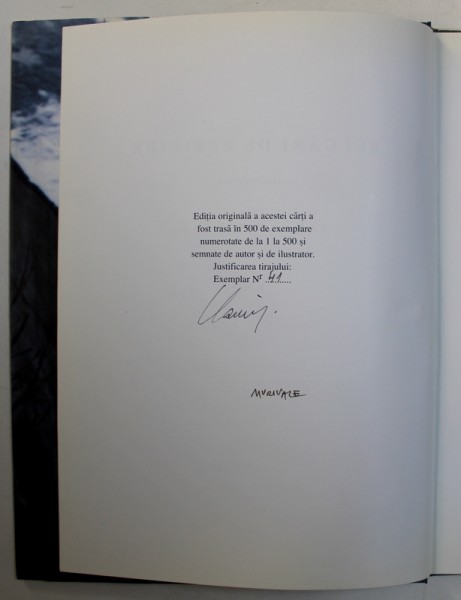 Ediția originală a acestei cărți a
fost trasă în 500 de exemplare
numerotate de la 1 la 500 și
semnate de autor și de ilustrator.
Justificarea tirajului:
Exemplar Nr ..41......
MURIVALE